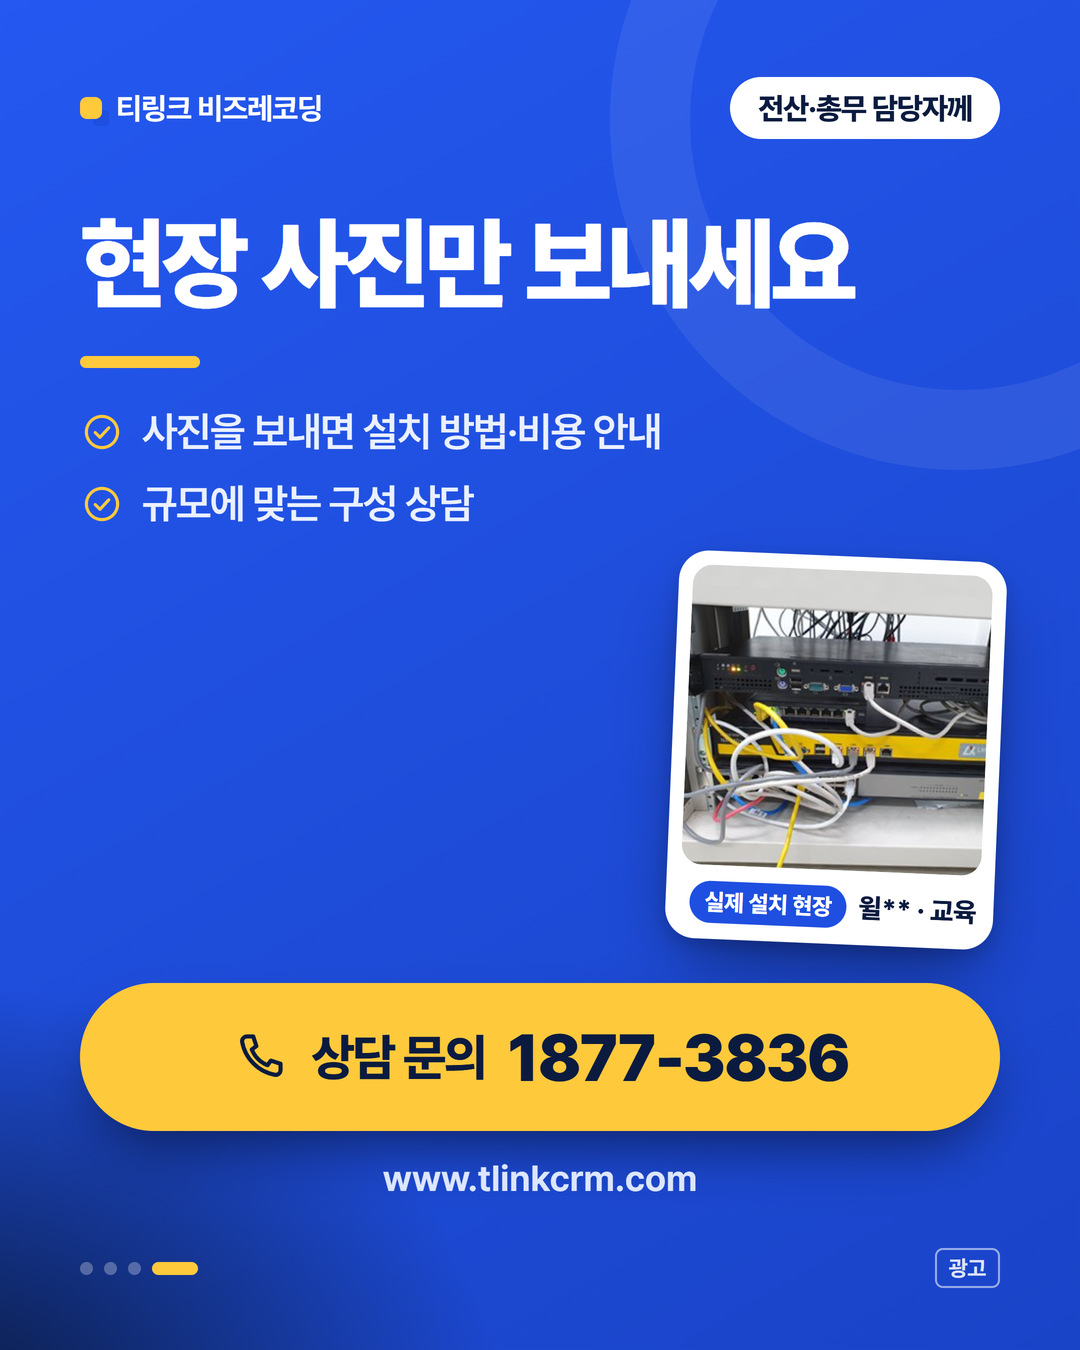 티링크 비즈레코딩
전산·총무 담당자께
현장 사진만 보내세요
사진을 보내면 설치 방법·비용 안내
규모에 맞는 구성 상담
실제 설치 현장 윌** · 교육
상담 문의 1877-3836
www.tlinkcrm.com
광고